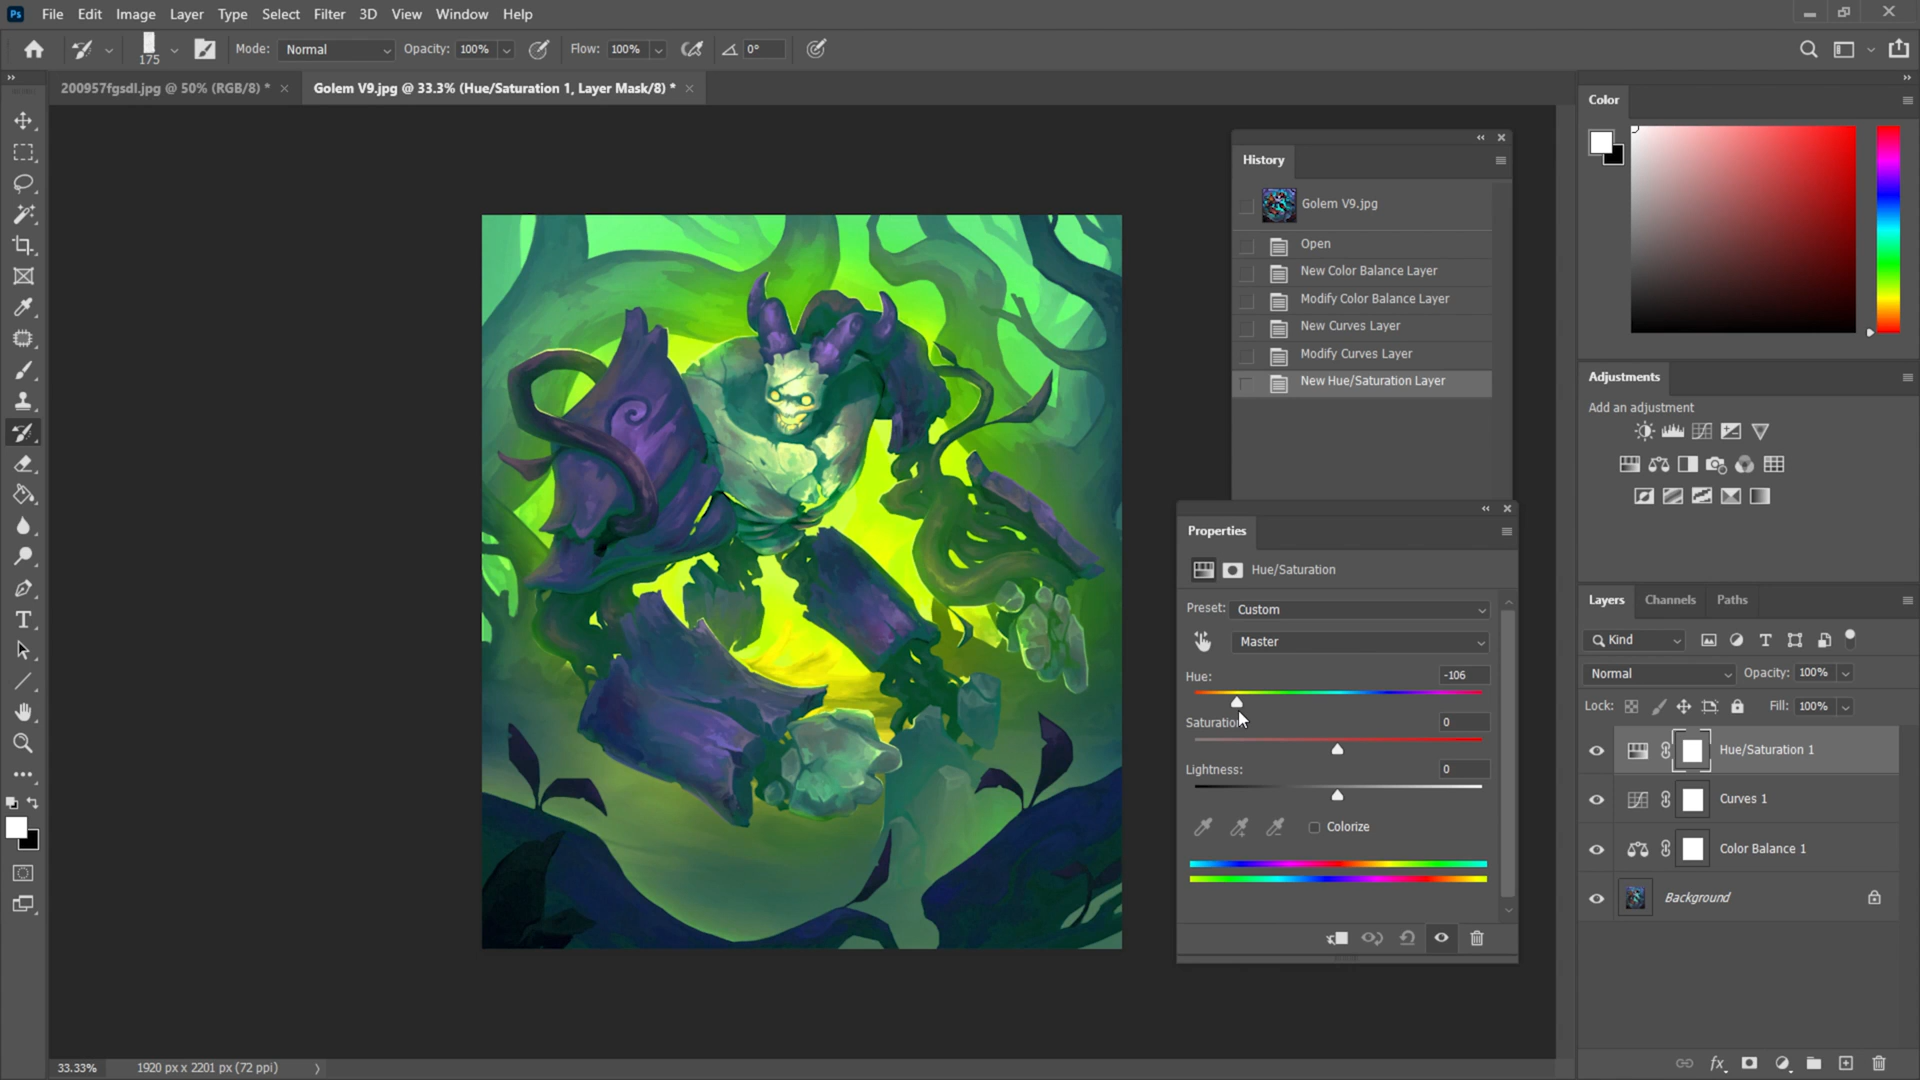 Ps File Edit Image Layer Type Select Filter 3D View Window Help
175 Mode: Normal Opacity: 100% Flow: 100% 0°
200957fgsdl.jpg @ 50% (RGB/8) * Golem V9.jpg @ 33.3% (Hue/Saturation 1, Layer Mask/8) *
History
Golem V9.jpg
Open
New Color Balance Layer
Modify Color Balance Layer
New Curves Layer
Modify Curves Layer
New Hue/Saturation Layer
Properties
Hue/Saturation
Preset: Custom
Master
Hue: -106
Saturation 0
Lightness: 0
Colorize
Color
Adjustments
Add an adjustment
Layers Channels Paths
Kind
Normal Opacity: 100%
Lock: Fill: 100%
Hue/Saturation 1
Curves 1
Color Balance 1
Background
fx
33.33% 1920 px x 2201 px (72 ppi)